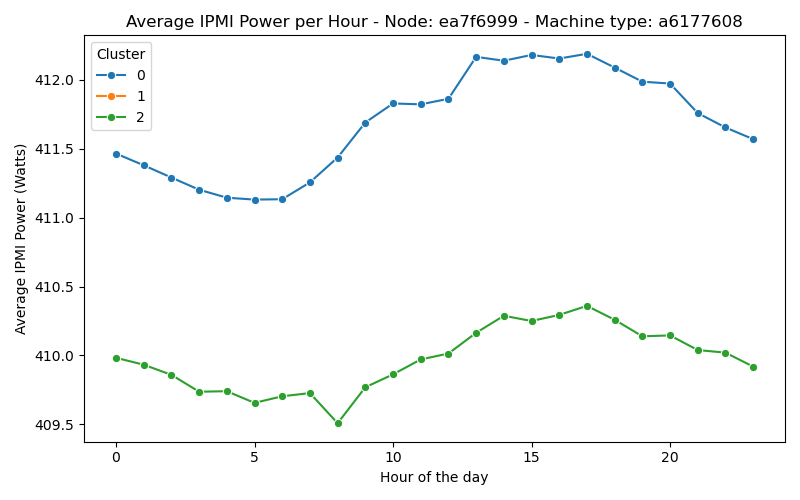 Average IPMI Power per Hour - Node: ea7f6999 - Machine type: a6177608
Cluster
0
1
2
412.0
411.5
411.0
410.5
410.0
409.5
Average IPMI Power (Watts)
0 5 10 15 20
Hour of the day